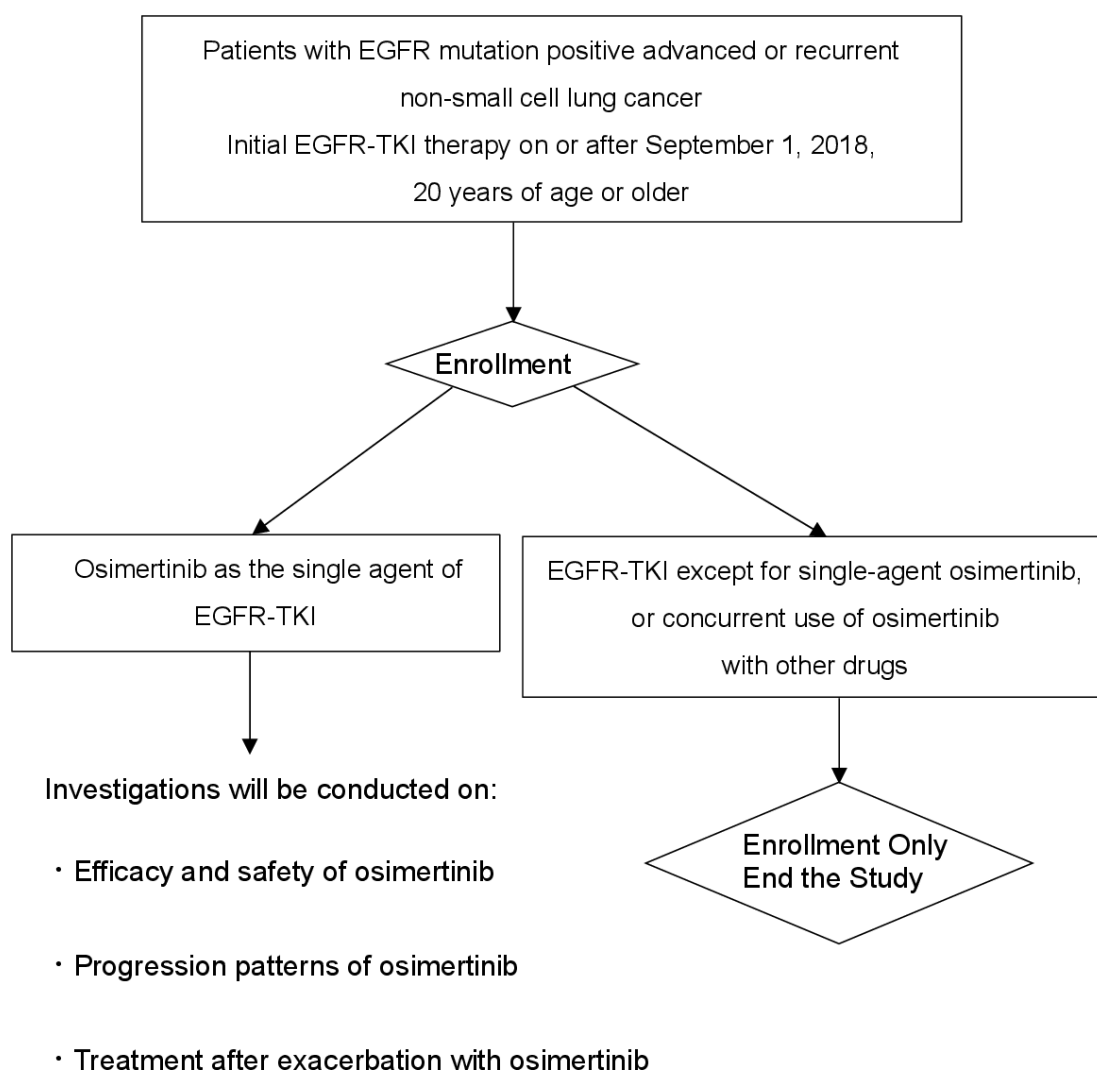 Patients with EGFR mutation positive advanced or recurrent
non-small cell lung cancer
Initial EGFR-TKI therapy on or after September 1, 2018,
20 years of age or older
Enrollment
Osimertinib as the single agent of
EGFR-TKI
EGFR-TKI except for single-agent osimertinib,
or concurrent use of osimertinib
with other drugs
Investigations will be conducted on:
・Efficacy and safety of osimertinib
・Progression patterns of osimertinib
・Treatment after exacerbation with osimertinib
Enrollment Only
End the Study